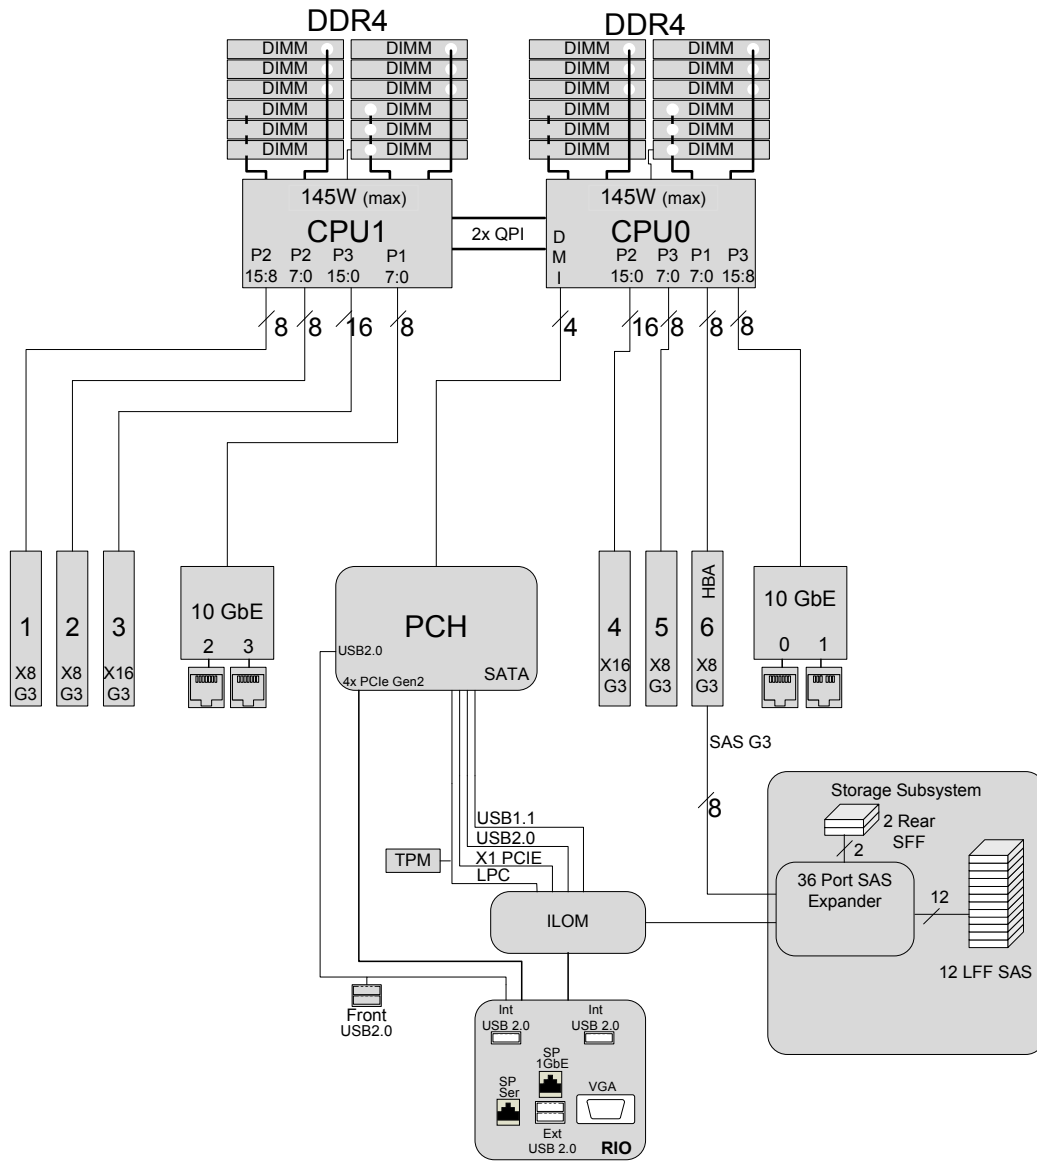 DDR4
DDR4
DIMM DIMM DIMM DIMM
DIMM DIMM DIMM DIMM
DIMM DIMM DIMM DIMM
DIMM DIMM DIMM DIMM
DIMM DIMM DIMM DIMM
DIMM DIMM DIMM DIMM
145W (max)
CPU1
P2 P2 P3 P1
15:8 7:0 15:0 7:0
2x QPI
145W (max)
CPU0
D
M
I
P2 P3 P1 P3
15:0 7:0 7:0 15:8
8 8 16 8 4 16 8 8 8
1
X8
G3
2
X8
G3
3
X16
G3
10 GbE
2 3
PCH
USB2.0
SATA
4x PCIe Gen2
4
X16
G3
5
X8
G3
HBA
6
X8
G3
10 GbE
0 1
SAS G3
8
USB1.1
USB2.0
X1 PCIE
LPC
TPM
ILOM
Storage Subsystem
2 Rear
SFF
2
36 Port SAS
Expander
12
12 LFF SAS
Front
USB2.0
Int
USB 2.0
Int
USB 2.0
SP
1GbE
SP
Ser
VGA
Ext
USB 2.0
RIO